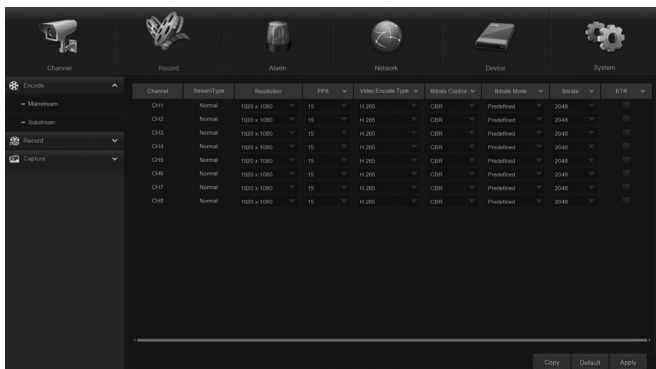 Channel Record Alarm Network Device System
Encode
Mainstream
Substream
Record
Capture
Channel StreamType Resolution FPS Video Encode Type Bitrate Control Bitrate Mode Bitrate ETR
CH1 Normal 1920 x 1080 15 H.265 CBR Predefined 2048
CH2 Normal 1920 x 1080 15 H.265 CBR Predefined 2048
CH3 Normal 1920 x 1080 15 H.265 CBR Predefined 2048
CH4 Normal 1920 x 1080 15 H.265 CBR Predefined 2048
CH5 Normal 1920 x 1080 15 H.265 CBR Predefined 2048
CH6 Normal 1920 x 1080 15 H.265 CBR Predefined 2048
CH7 Normal 1920 x 1080 15 H.265 CBR Predefined 2048
CH8 Normal 1920 x 1080 15 H.265 CBR Predefined 2048
Copy Default Apply